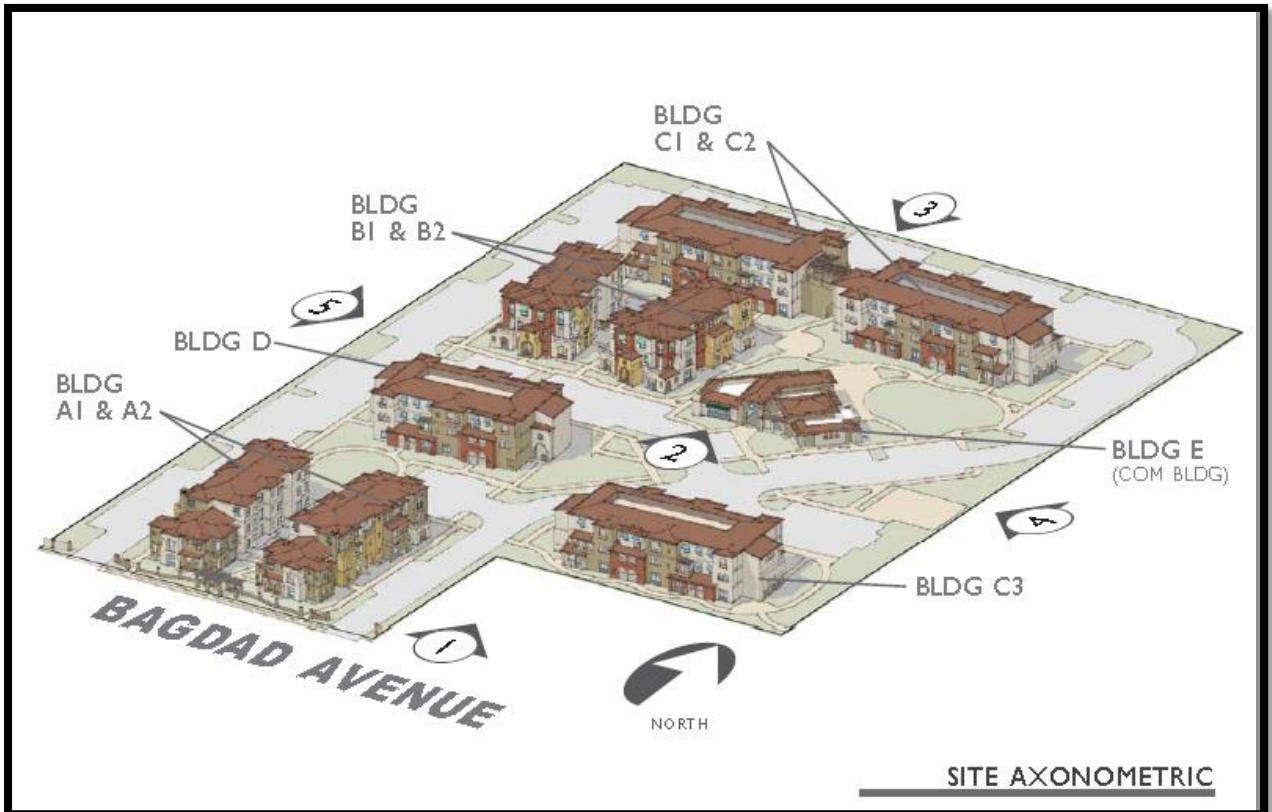 BLDG
C1 & C2
3
BLDG
B1 & B2
5
BLDG D
BLDG
A1 & A2
2
BLDG E
(COM BLDG)
4
BLDG C3
1
BAGDAD AVENUE
NORTH
SITE AXONOMETRIC